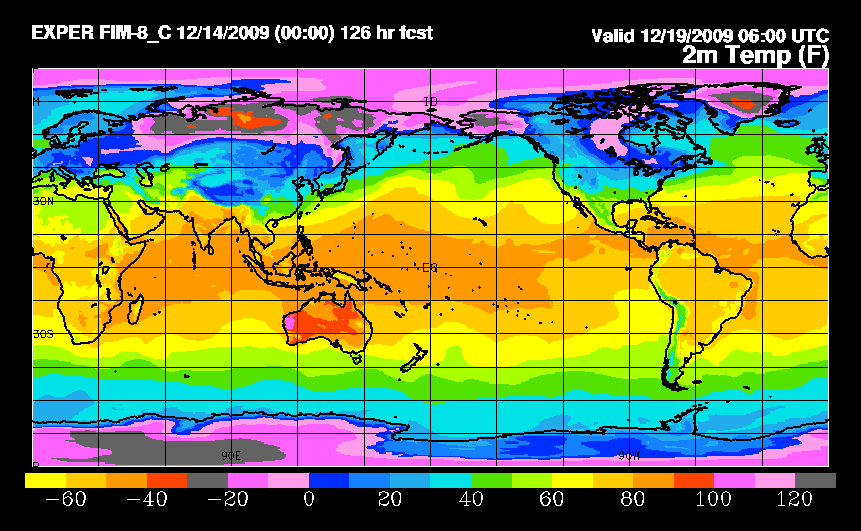 EXPER FIM-8_C 12/14/2009 (00:00) 126 hr fcst
Valid 12/19/2009 06:00 UTC
2m Temp (F)
ID
30N
EQ
30S
90E
90W
-60 -40 -20 0 20 40 60 80 100 120